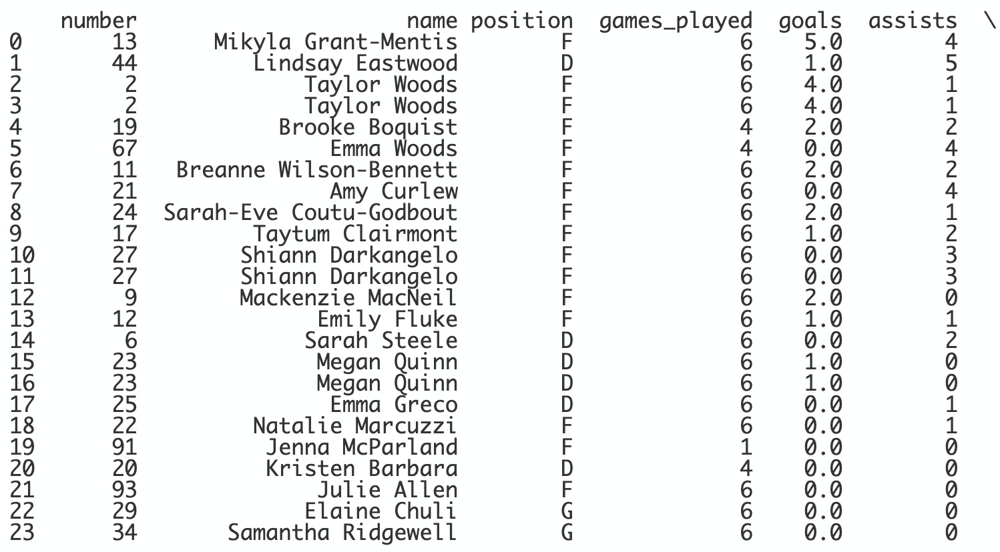 number name position games_played goals assists \
0 13 Mikyla Grant-Mentis F 6 5.0 4
1 44 Lindsay Eastwood D 6 1.0 5
2 2 Taylor Woods F 6 4.0 1
3 2 Taylor Woods F 6 4.0 1
4 19 Brooke Boquist F 4 2.0 2
5 67 Emma Woods F 4 0.0 4
6 11 Breanne Wilson-Bennett F 6 2.0 2
7 21 Amy Curlew F 6 0.0 4
8 24 Sarah-Eve Coutu-Godbout F 6 2.0 1
9 17 Taytum Clairmont F 6 1.0 2
10 27 Shiann Darkangelo F 6 0.0 3
11 27 Shiann Darkangelo F 6 0.0 3
12 9 Mackenzie MacNeil F 6 2.0 0
13 12 Emily Fluke F 6 1.0 1
14 6 Sarah Steele D 6 0.0 2
15 23 Megan Quinn D 6 1.0 0
16 23 Megan Quinn D 6 1.0 0
17 25 Emma Greco D 6 0.0 1
18 22 Natalie Marcuzzi F 6 0.0 1
19 91 Jenna McParland F 1 0.0 0
20 20 Kristen Barbara D 4 0.0 0
21 93 Julie Allen F 6 0.0 0
22 29 Elaine Chuli G 6 0.0 0
23 34 Samantha Ridgewell G 6 0.0 0